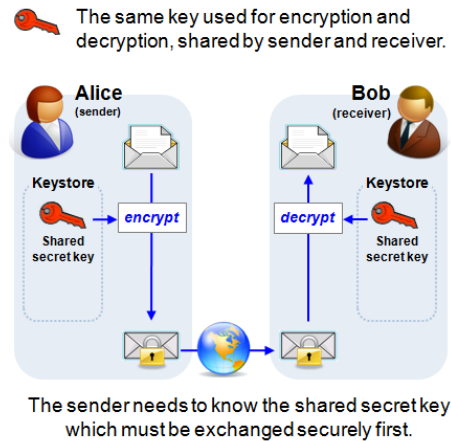 The same key used for encryption and
decryption, shared by sender and receiver.
Alice
(sender)
Bob
(receiver)
Keystore
encrypt
Shared
secret key
decrypt
Keystore
Shared
secret key
The sender needs to know the shared secret key
which must be exchanged securely first.